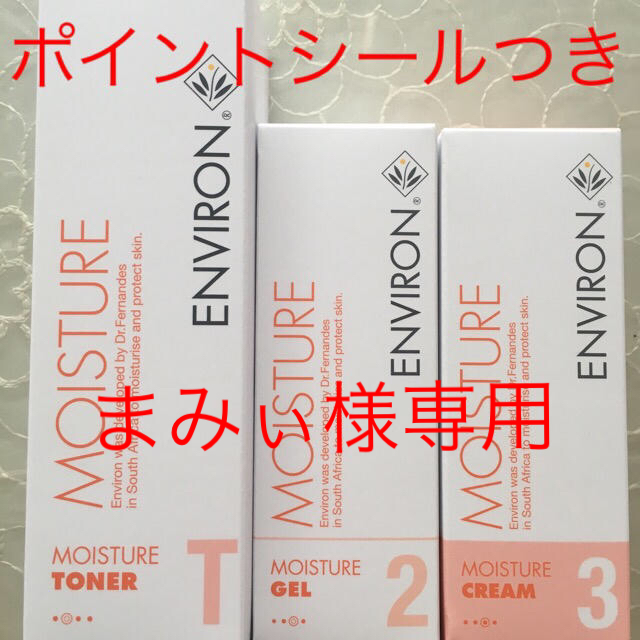 ポイントシールつき
まみぃ様専用
ENVIRON®
MOISTURE
Environ was developed by Dr.Fernandes
in South Africa to moisturise and protect skin.
MOISTURE
TONER
T
ENVIRON®
MOISTURE
Environ was developed by Dr.Fernandes
in South Africa to moisturise and protect skin.
MOISTURE
GEL
2
ENVIRON®
MOISTURE
Environ was developed by Dr.Fernandes
in South Africa to moisturise and protect skin.
MOISTURE
CREAM
3